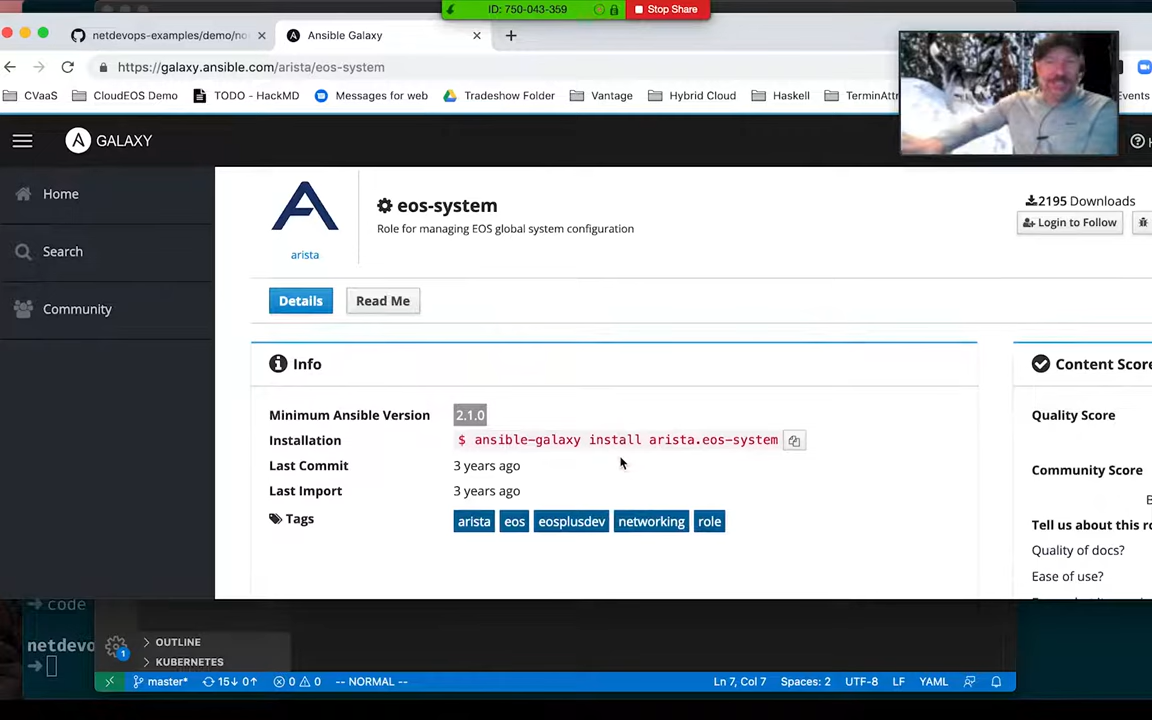 ID: 750-043-359
Stop Share
netdevops-examples/demo/no
Ansible Galaxy
https://galaxy.ansible.com/arista/eos-system
CVaaS
CloudEOS Demo
TODO - HackMD
Messages for web
Tradeshow Folder
Vantage
Hybrid Cloud
Haskell
TerminAttr
Events
GALAXY
Home
Search
Community
arista
eos-system
Role for managing EOS global system configuration
2195 Downloads
Login to Follow
Details
Read Me
Info
Minimum Ansible Version 2.1.0
Installation $ ansible-galaxy install arista.eos-system
Last Commit 3 years ago
Last Import 3 years ago
Tags arista eos eosplusdev networking role
Content Score
Quality Score
Community Score
B
Tell us about this ro
Quality of docs?
Ease of use?
➔ code
netdevo
➔
OUTLINE
KUBERNETES
1
master* 15↓ 0↑ 0 0 -- NORMAL -- Ln 7, Col 7 Spaces: 2 UTF-8 LF YAML